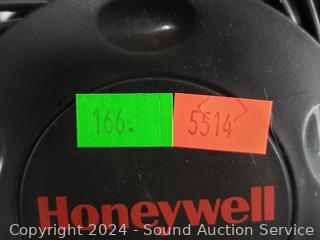 166.
5514
Honeywell
Copyright 2024 - Sound Auction Service